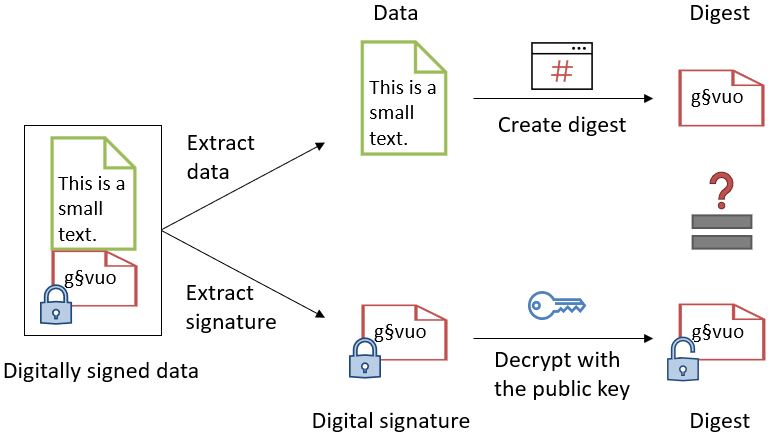 Data
Digest
This is a
small
text.
#
Create digest
g§vuo
Extract
data
This is a
small
text.
g§vuo
Digitally signed data
?
Extract
signature
g§vuo
Digital signature
Decrypt with
the public key
g§vuo
Digest